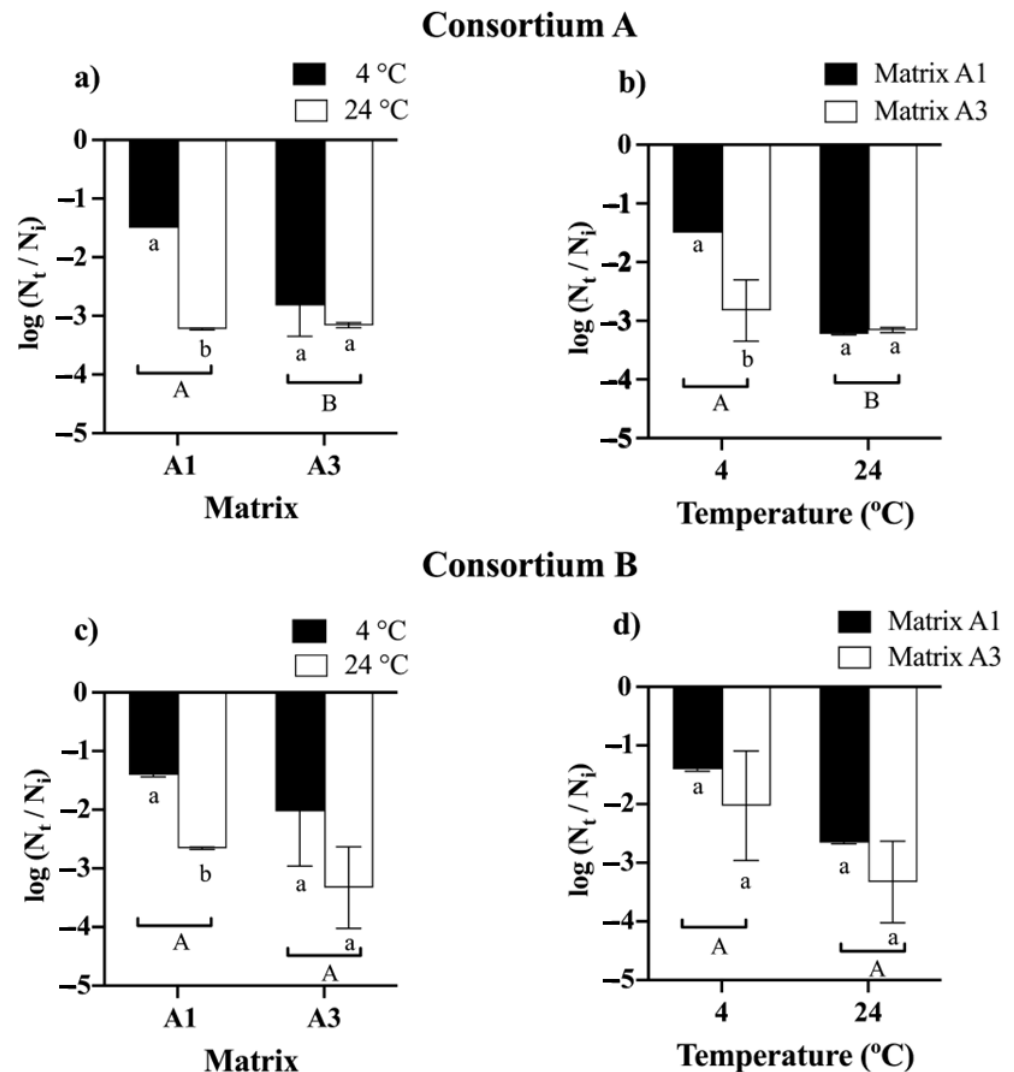 Consortium A
a)
4 °C
24 °C
log (Nt / Ni)
0
−1
−2
−3
−4
−5
a
b
a
a
A
B
A1
A3
Matrix
b)
Matrix A1
Matrix A3
log (Nt / Ni)
0
−1
−2
−3
−4
−5
a
b
a
a
A
B
4
24
Temperature (ºC)
Consortium B
c)
4 °C
24 °C
log (Nt / Ni)
0
−1
−2
−3
−4
−5
a
b
a
a
A
A
A1
A3
Matrix
d)
Matrix A1
Matrix A3
log (Nt / Ni)
0
−1
−2
−3
−4
−5
a
a
a
a
A
A
4
24
Temperature (ºC)